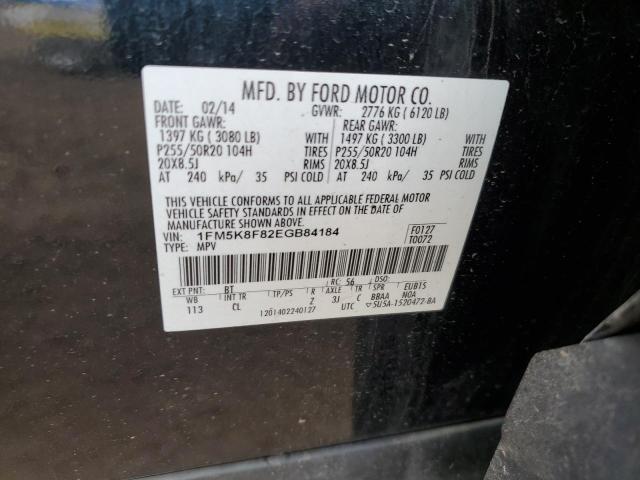 MFD. BY FORD MOTOR CO.
DATE: 02/14 GVWR: 2776 KG ( 6120 LB)
FRONT GAWR: REAR GAWR:
1397 KG ( 3080 LB) WITH 1497 KG ( 3300 LB) WITH
P255/50R20 104H TIRES P255/50R20 104H TIRES
20X8.5J RIMS 20X8.5J RIMS
AT 240 kPa/ 35 PSI COLD AT 240 kPa/ 35 PSI COLD
THIS VEHICLE CONFORMS TO ALL APPLICABLE FEDERAL MOTOR
VEHICLE SAFETY STANDARDS IN EFFECT ON THE DATE OF
MANUFACTURE SHOWN ABOVE.
VIN: 1FM5K8F82EGB84184 F0127
TYPE: MPV T0072
EXT PNT: BT RC: 56 DSO:
WB INT TR TP/PS R AXLE TR SPR EUB15
113 CL Z 3J C BBAA NOA
1201402240127 UTC 5U5A-1520472-BA